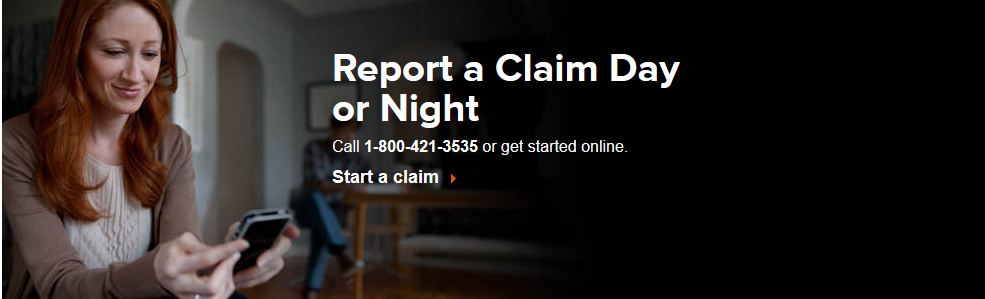 Report a Claim Day
or Night
Call 1-800-421-3535 or get started online.
Start a claim